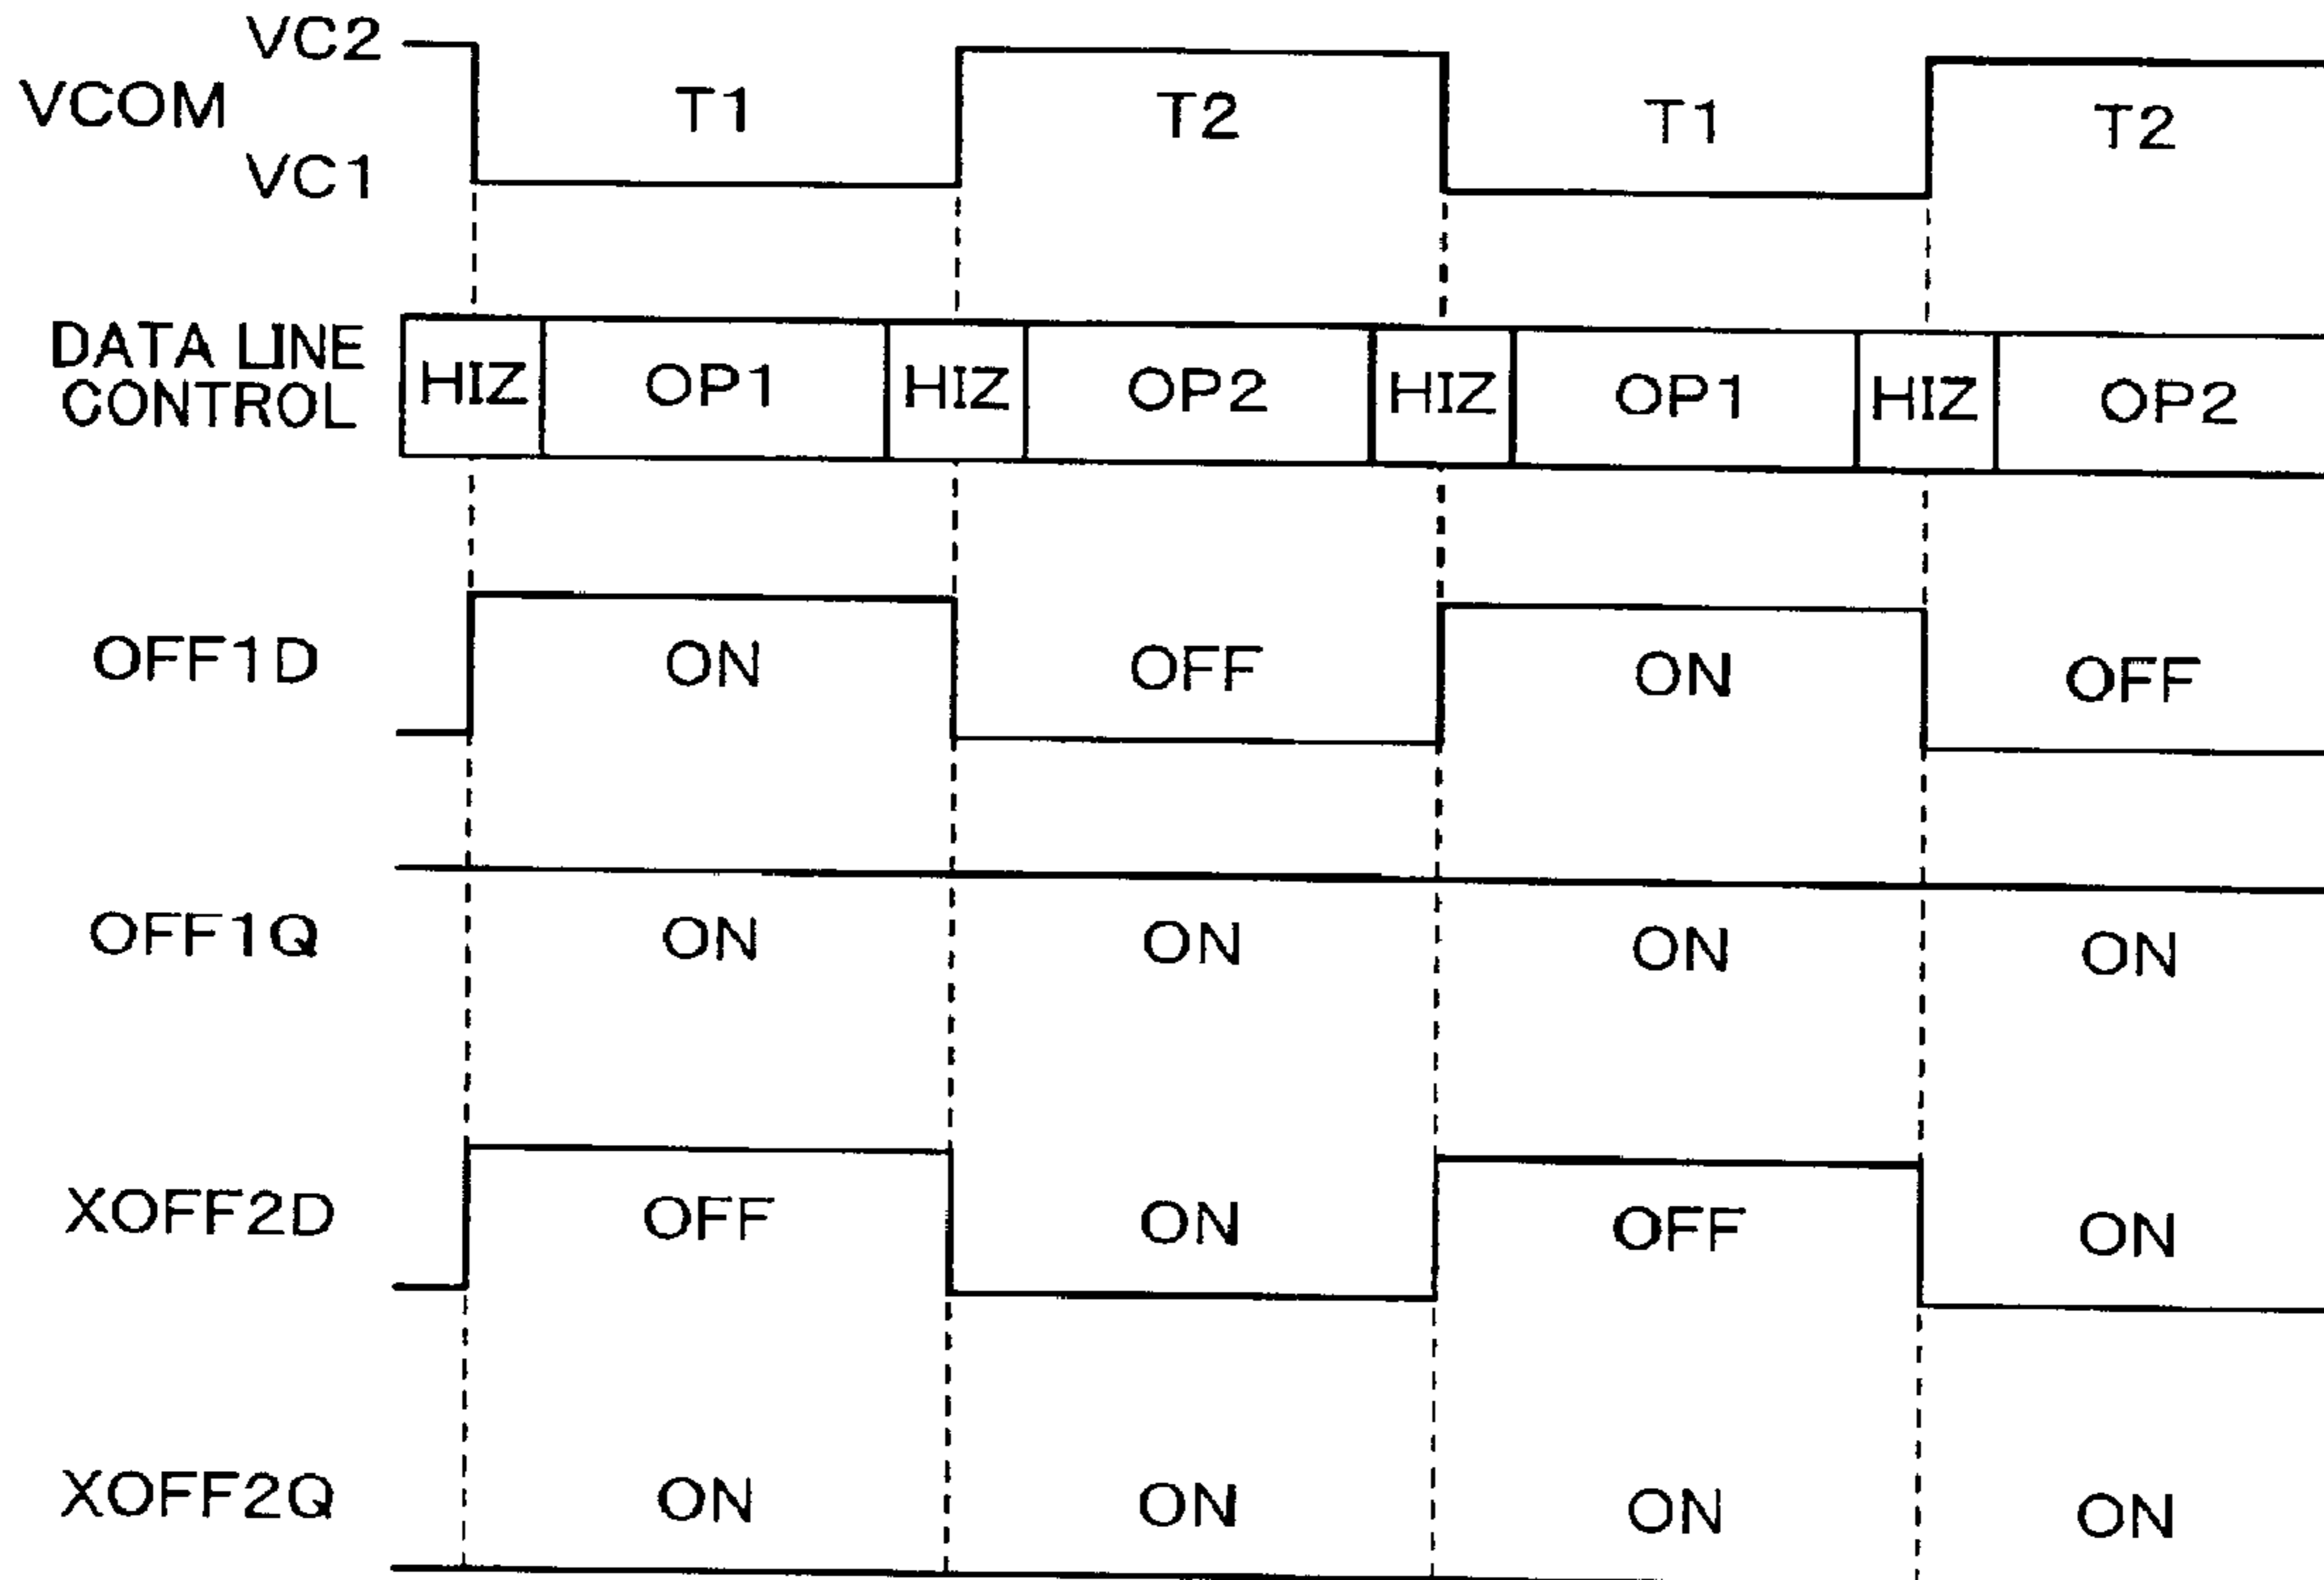 VC2
VCOM
VC1
T1 T2 T1 T2
DATA LINE
CONTROL
HIZ OP1 HIZ OP2 HIZ OP1 HIZ OP2
OFF1D ON OFF ON OFF
OFF1Q ON ON ON ON
XOFF2D OFF ON OFF ON
XOFF2Q ON ON ON ON